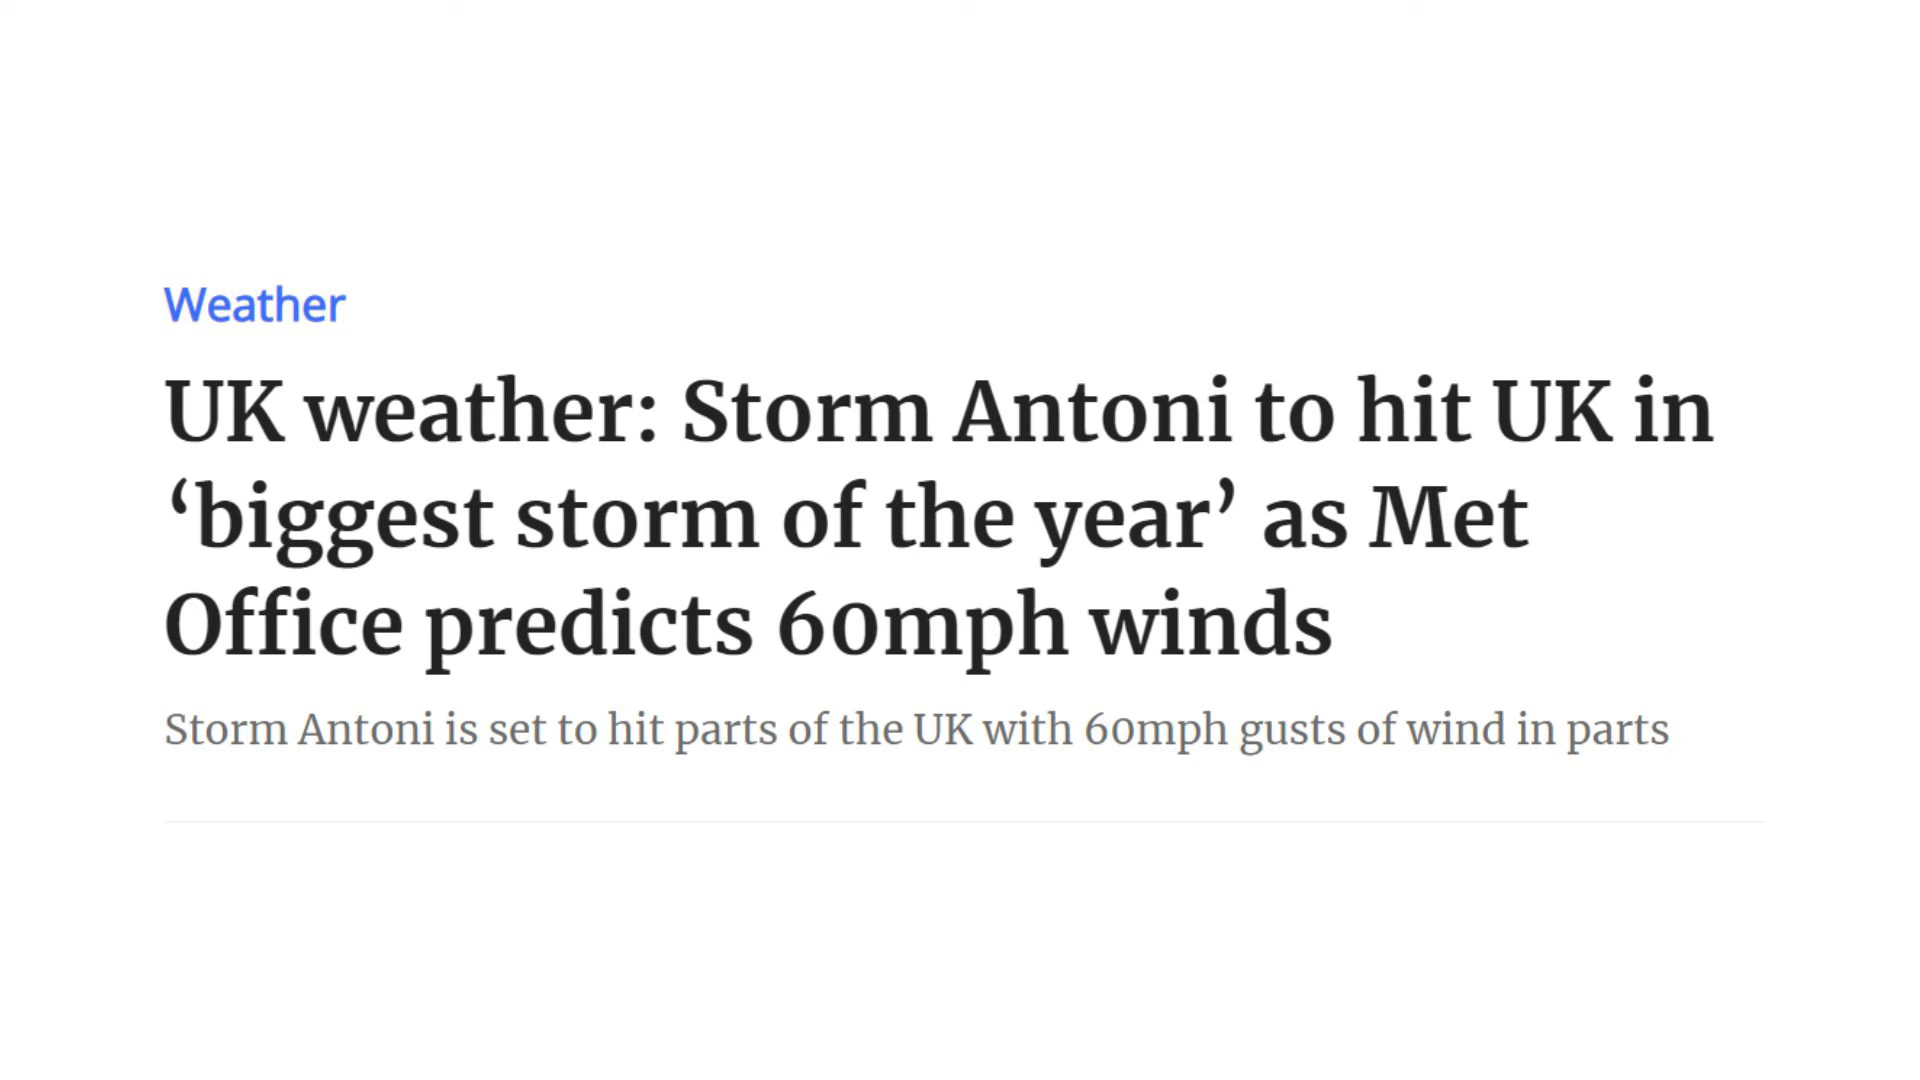 Weather
UK weather: Storm Antoni to hit UK in
‘biggest storm of the year’ as Met
Office predicts 60mph winds
Storm Antoni is set to hit parts of the UK with 60mph gusts of wind in parts